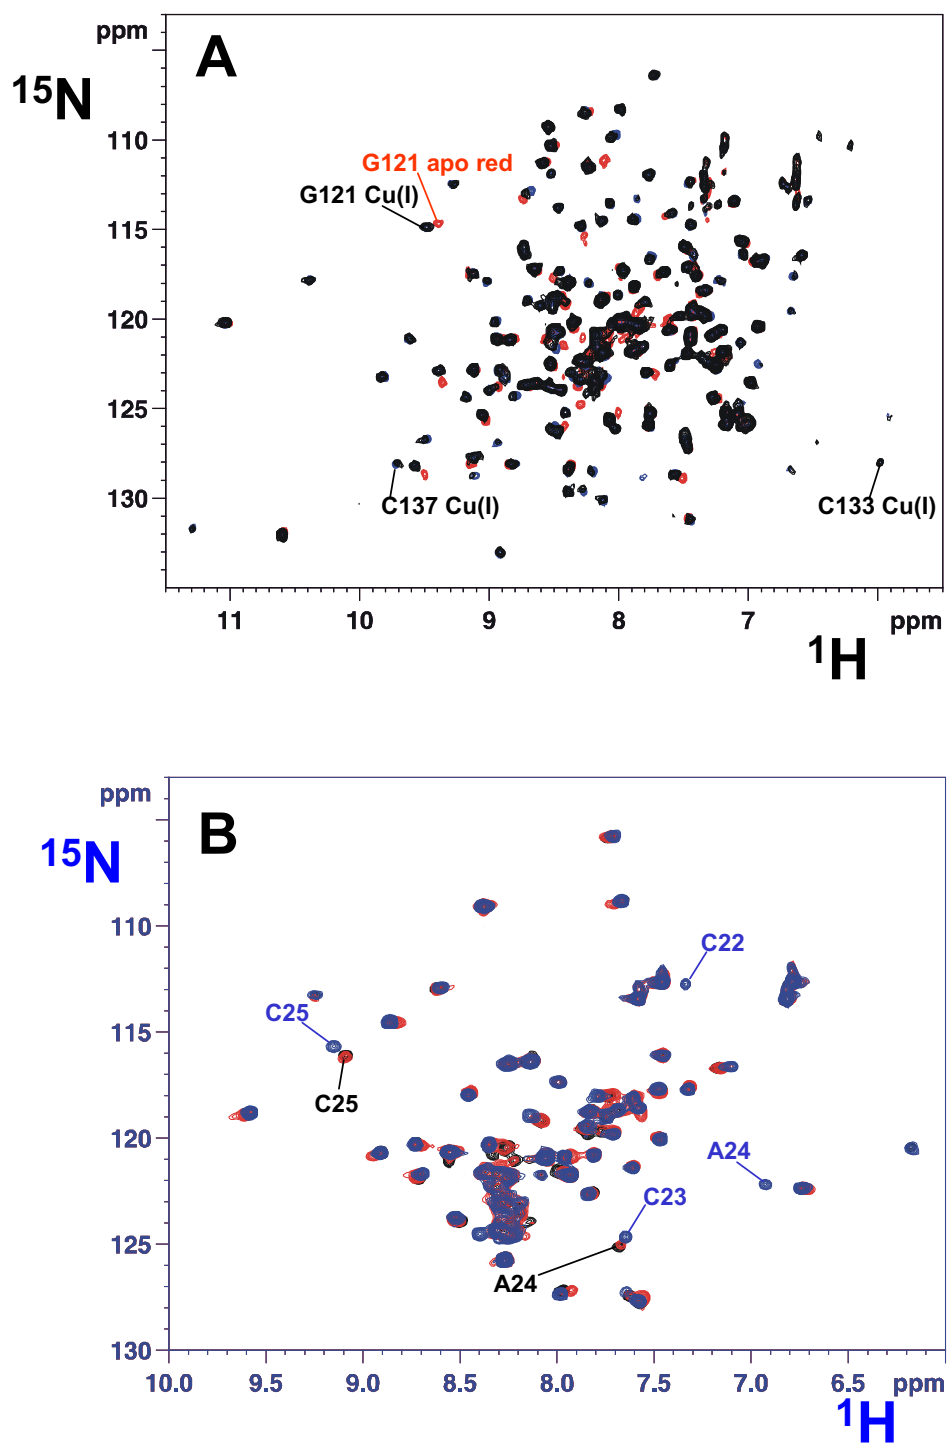 ppm
A
15N
110
G121 apo red
G121 Cu(I)
115
120
125
130
C137 Cu(I)
C133 Cu(I)
11 10 9 8 7 ppm
1H
ppm
B
15N
110
C22
C25
115
C25
120
A24
C23
125
A24
130
10.0 9.5 9.0 8.5 8.0 7.5 7.0 6.5 ppm
1H